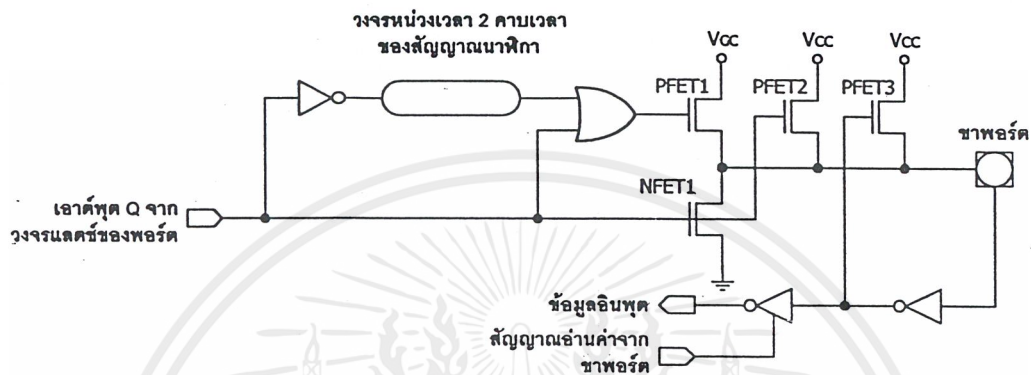 วงจรหน่วงเวลา 2 คาบเวลา
ของสัญญาณนาฬิกา
Vcc
Vcc
Vcc
PFET1
PFET2
PFET3
ขาพอร์ต
NFET1
เอาต์พุต Q จาก
วงจรแลตช์ของพอร์ต
ข้อมูลอินพุต
สัญญาณอ่านค่าจาก
ขาพอร์ต